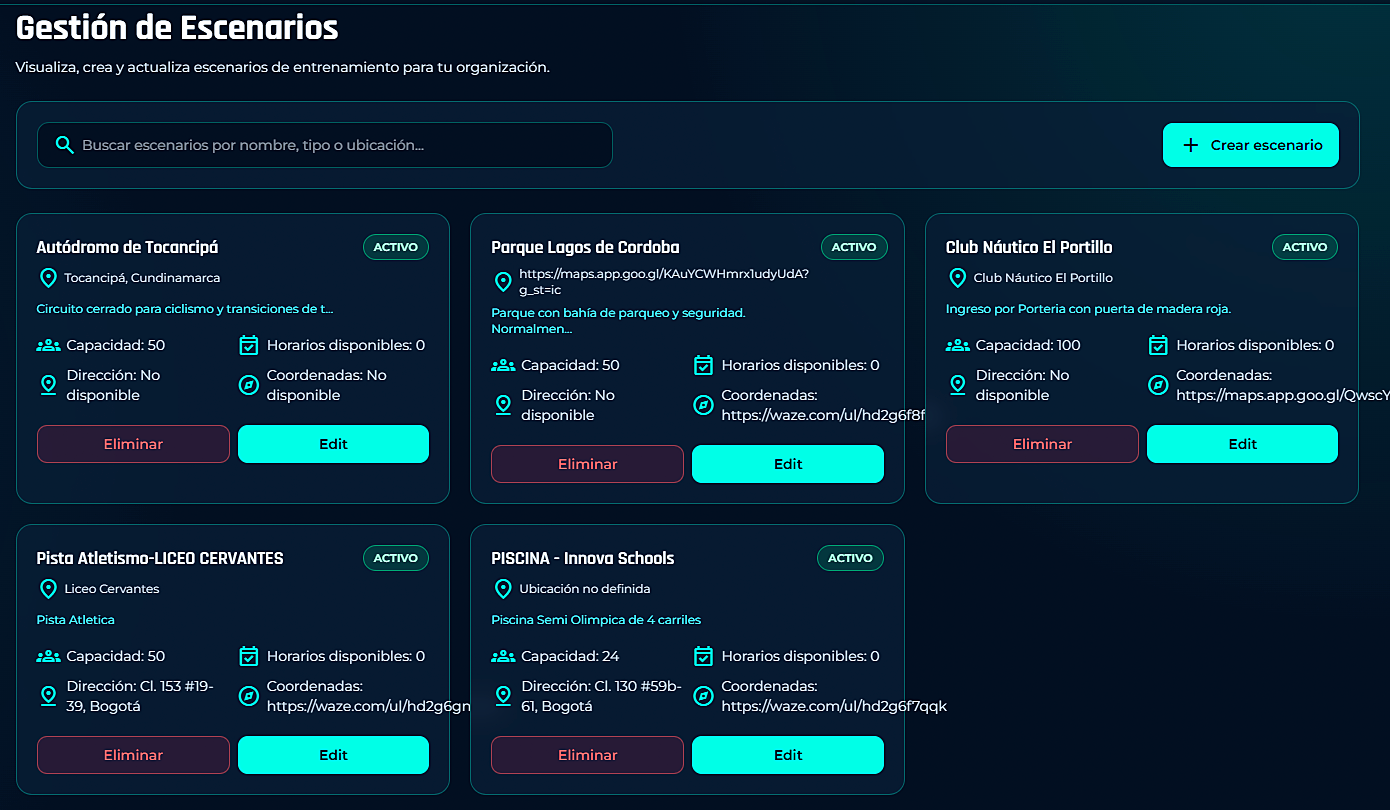 Gestión de Escenarios
Visualiza, crea y actualiza escenarios de entrenamiento para tu organización.
Buscar escenarios por nombre, tipo o ubicación...
Crear escenario
Autódromo de Tocancipá
ACTIVO
Tocancipá, Cundinamarca
Circuito cerrado para ciclismo y transiciones de t...
Capacidad: 50
Horarios disponibles: 0
Dirección: No
disponible
Coordenadas: No
disponible
Eliminar
Edit
Parque Lagos de Cordoba
ACTIVO
https://maps.app.goo.gl/KAuYCWHmrx1udyUdA?
g_st=ic
Parque con bahía de parqueo y seguridad.
Normalmen...
Capacidad: 50
Horarios disponibles: 0
Dirección: No
disponible
Coordenadas:
https://waze.com/ul/hd2g6f8f
Eliminar
Edit
Club Náutico El Portillo
ACTIVO
Club Náutico El Portillo
Ingreso por Porteria con puerta de madera roja.
Capacidad: 100
Horarios disponibles: 0
Dirección: No
disponible
Coordenadas:
https://maps.app.goo.gl/QwscY
Eliminar
Edit
Pista Atletismo-LICEO CERVANTES
ACTIVO
Liceo Cervantes
Pista Atletica
Capacidad: 50
Horarios disponibles: 0
Dirección: Cl. 153 #19-
39, Bogotá
Coordenadas:
https://waze.com/ul/hd2g6gn
Eliminar
Edit
PISCINA - Innova Schools
ACTIVO
Ubicación no definida
Piscina Semi Olimpica de 4 carriles
Capacidad: 24
Horarios disponibles: 0
Dirección: Cl. 130 #59b-
61, Bogotá
Coordenadas:
https://waze.com/ul/hd2g6f7qqk
Eliminar
Edit